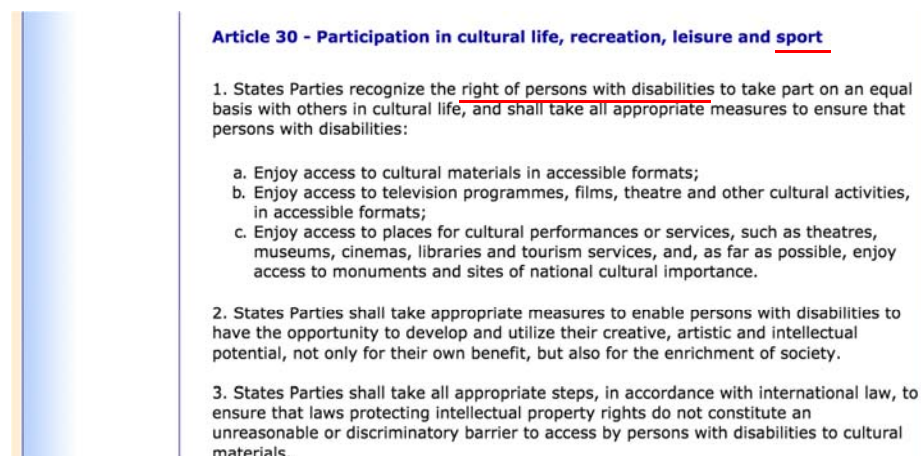 Article 30 - Participation in cultural life, recreation, leisure and sport
1. States Parties recognize the right of persons with disabilities to take part on an equal
basis with others in cultural life, and shall take all appropriate measures to ensure that
persons with disabilities:
a. Enjoy access to cultural materials in accessible formats;
b. Enjoy access to television programmes, films, theatre and other cultural activities,
in accessible formats;
c. Enjoy access to places for cultural performances or services, such as theatres,
museums, cinemas, libraries and tourism services, and, as far as possible, enjoy
access to monuments and sites of national cultural importance.
2. States Parties shall take appropriate measures to enable persons with disabilities to
have the opportunity to develop and utilize their creative, artistic and intellectual
potential, not only for their own benefit, but also for the enrichment of society.
3. States Parties shall take all appropriate steps, in accordance with international law, to
ensure that laws protecting intellectual property rights do not constitute an
unreasonable or discriminatory barrier to access by persons with disabilities to cultural
materials.